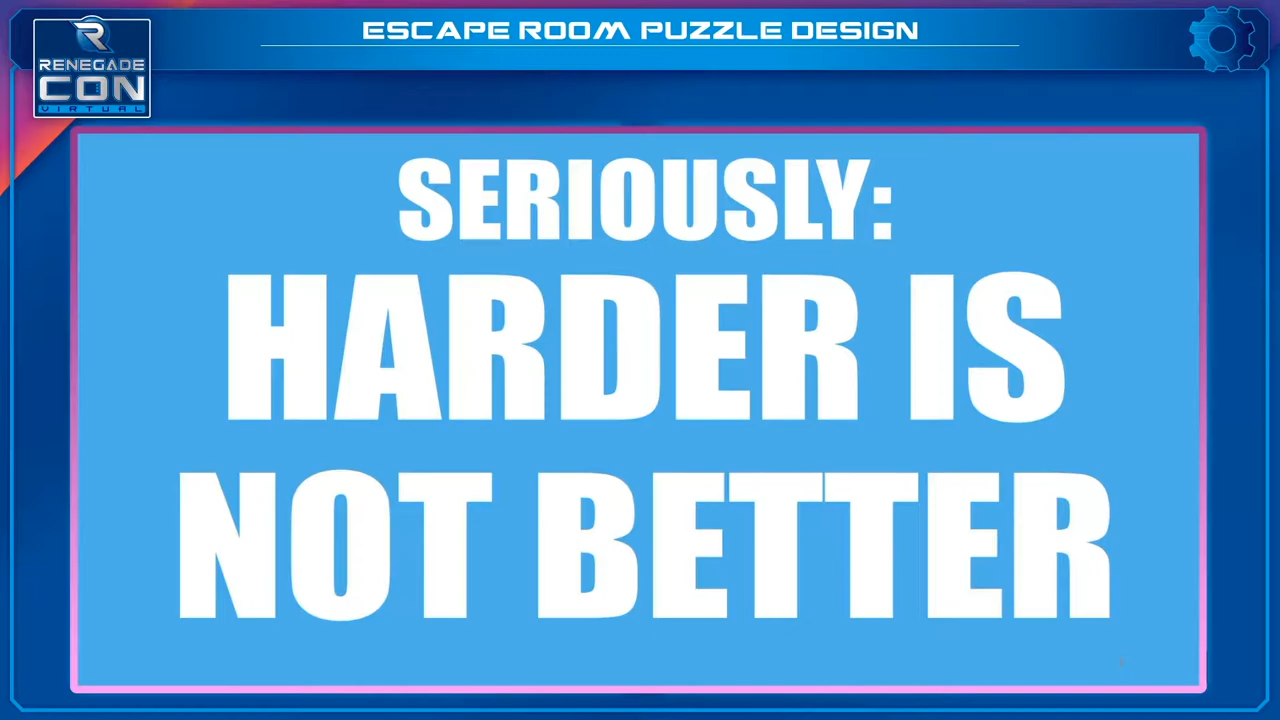 ESCAPE ROOM PUZZLE DESIGN
R
RENEGADE
CON
VIRTUAL
SERIOUSLY:
HARDER IS
NOT BETTER